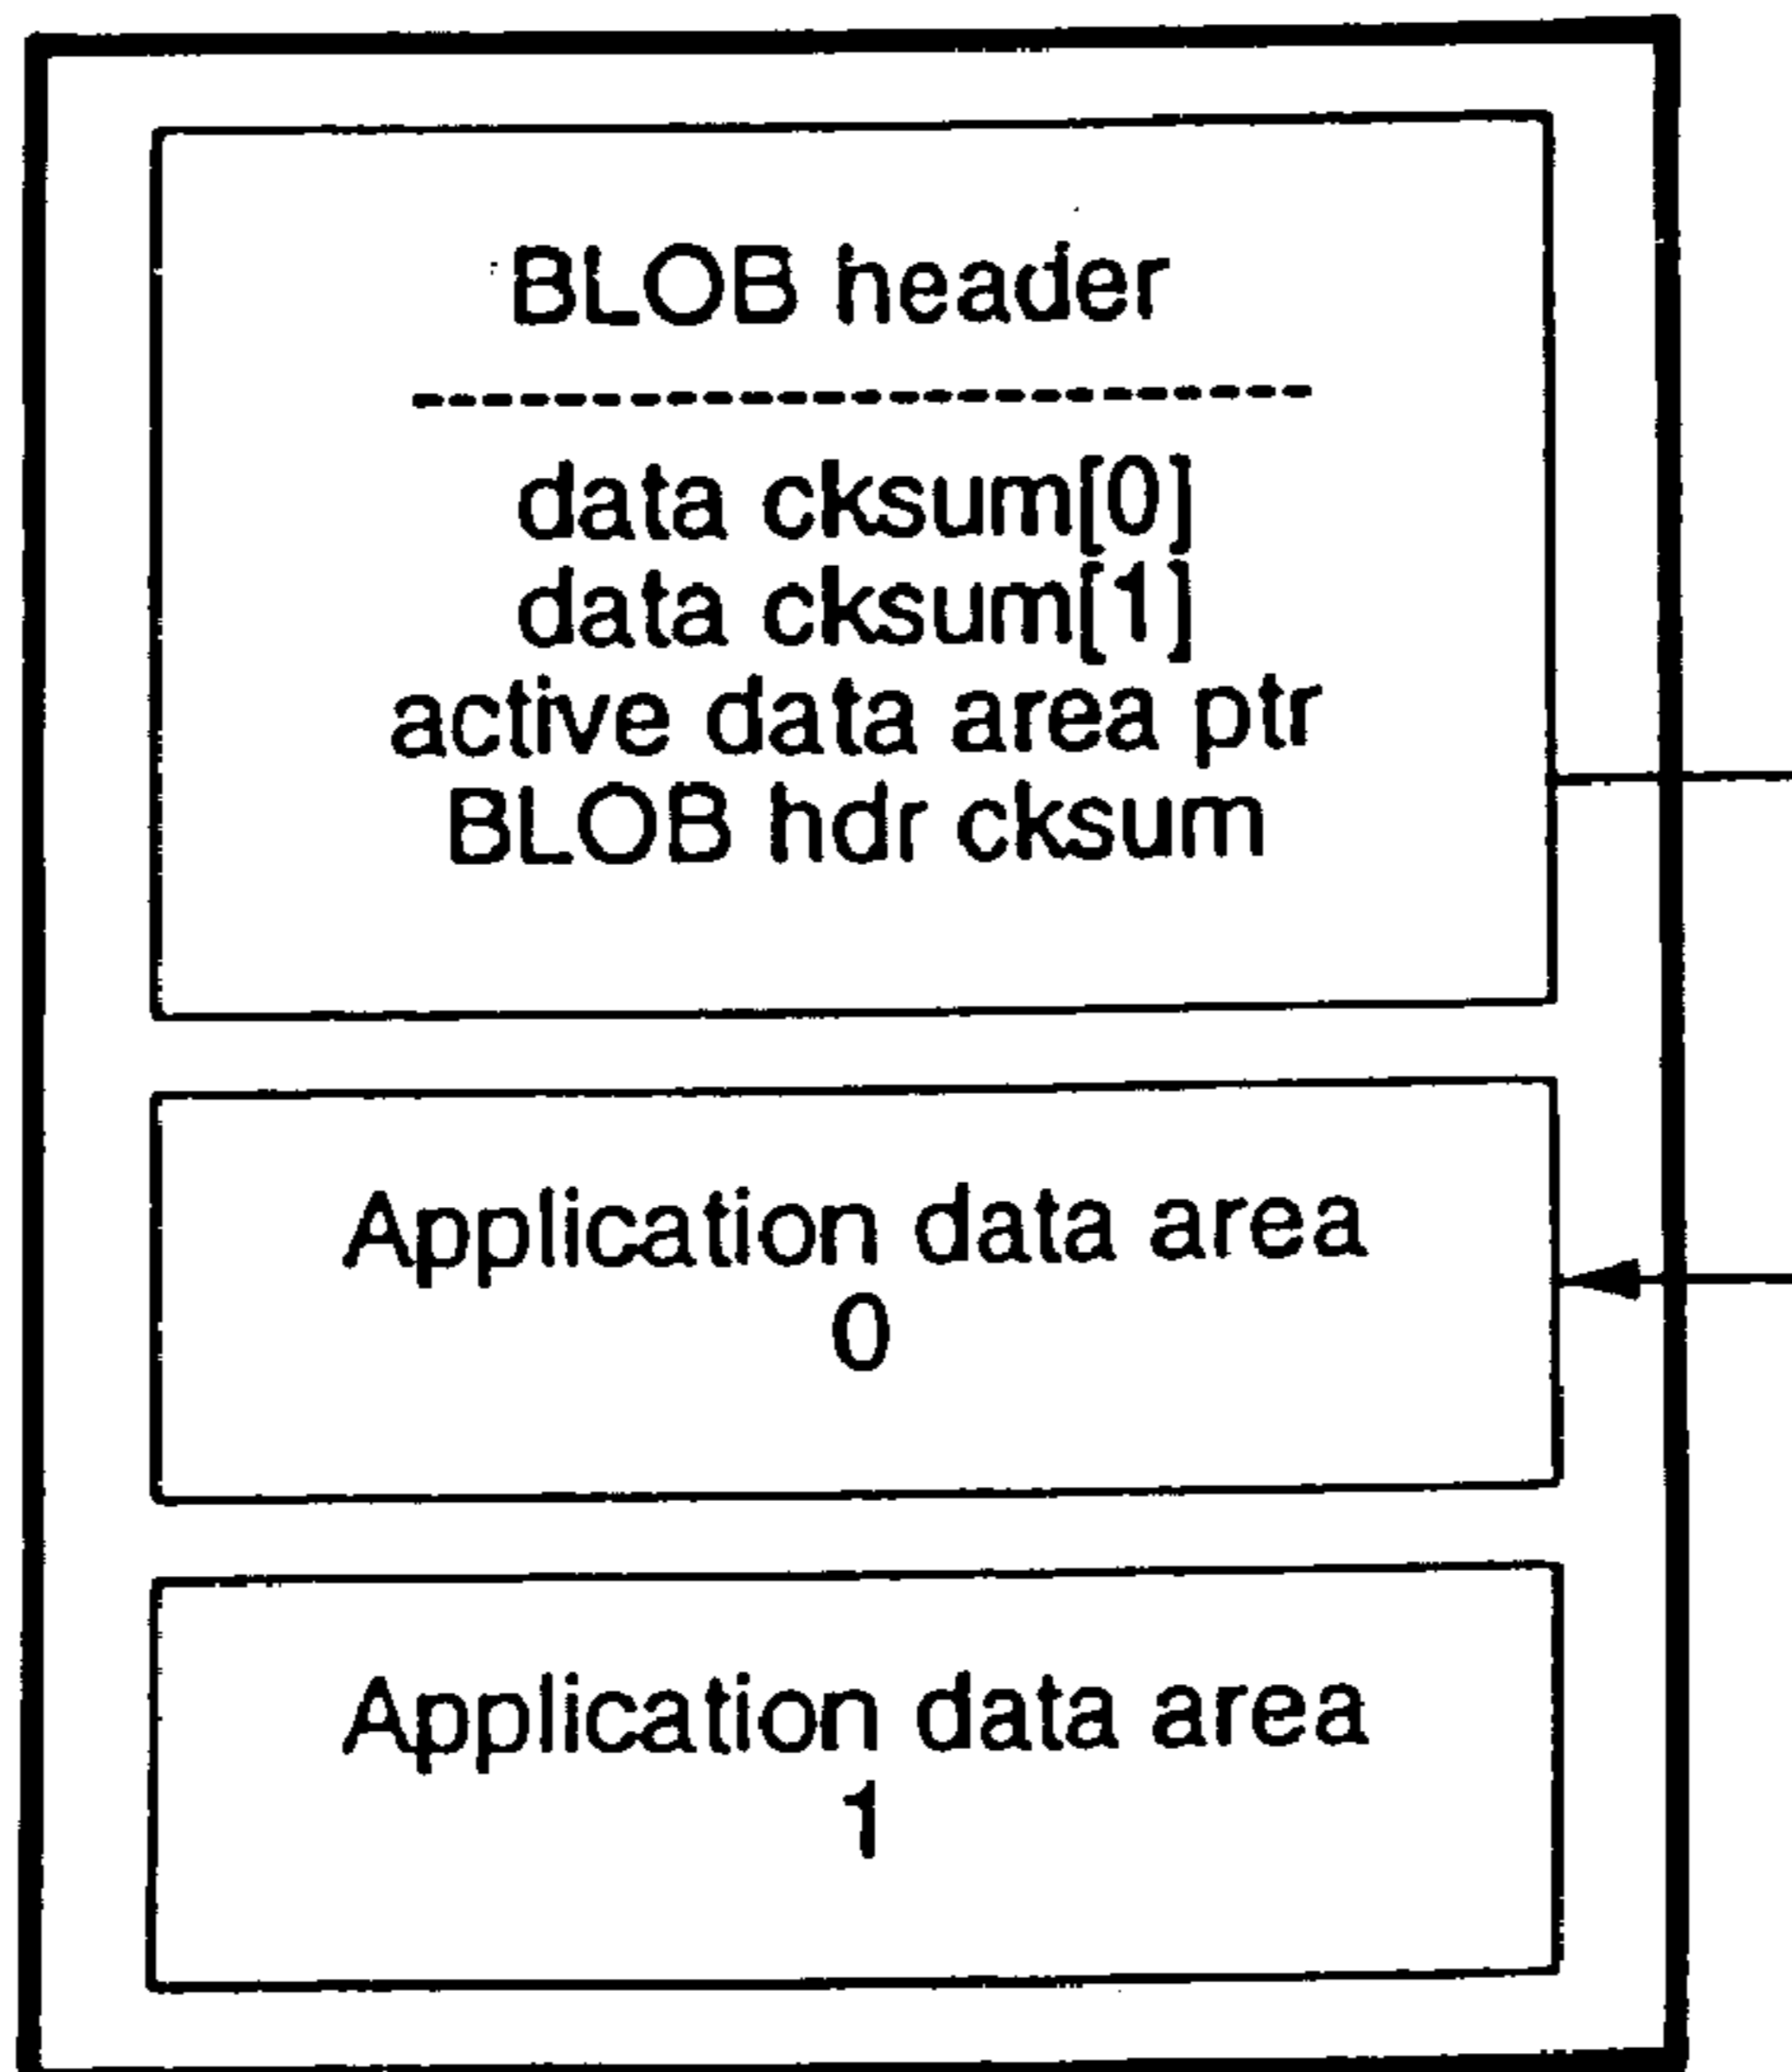 BLOB header
data cksum[0]
data cksum[1]
active data area ptr
BLOB hdr cksum
Application data area
0
Application data area
1